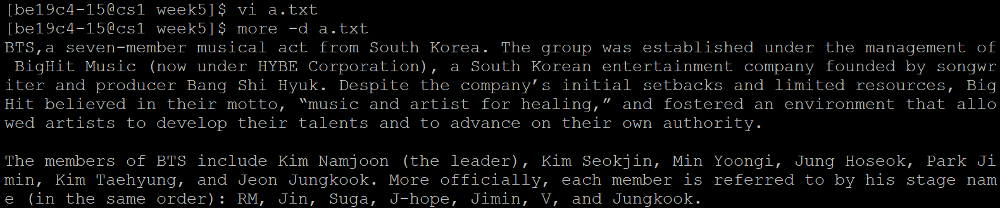 [be19c4-15@cs1 week5]$ vi a.txt
[be19c4-15@cs1 week5]$ more -d a.txt
BTS,a seven-member musical act from South Korea. The group was established under the management of
 BigHit Music (now under HYBE Corporation), a South Korean entertainment company founded by songwr
iter and producer Bang Shi Hyuk. Despite the company’s initial setbacks and limited resources, Big
Hit believed in their motto, “music and artist for healing,” and fostered an environment that allo
wed artists to develop their talents and to advance on their own authority.

The members of BTS include Kim Namjoon (the leader), Kim Seokjin, Min Yoongi, Jung Hoseok, Park Ji
min, Kim Taehyung, and Jeon Jungkook. More officially, each member is referred to by his stage nam
e (in the same order): RM, Jin, Suga, J-hope, Jimin, V, and Jungkook.